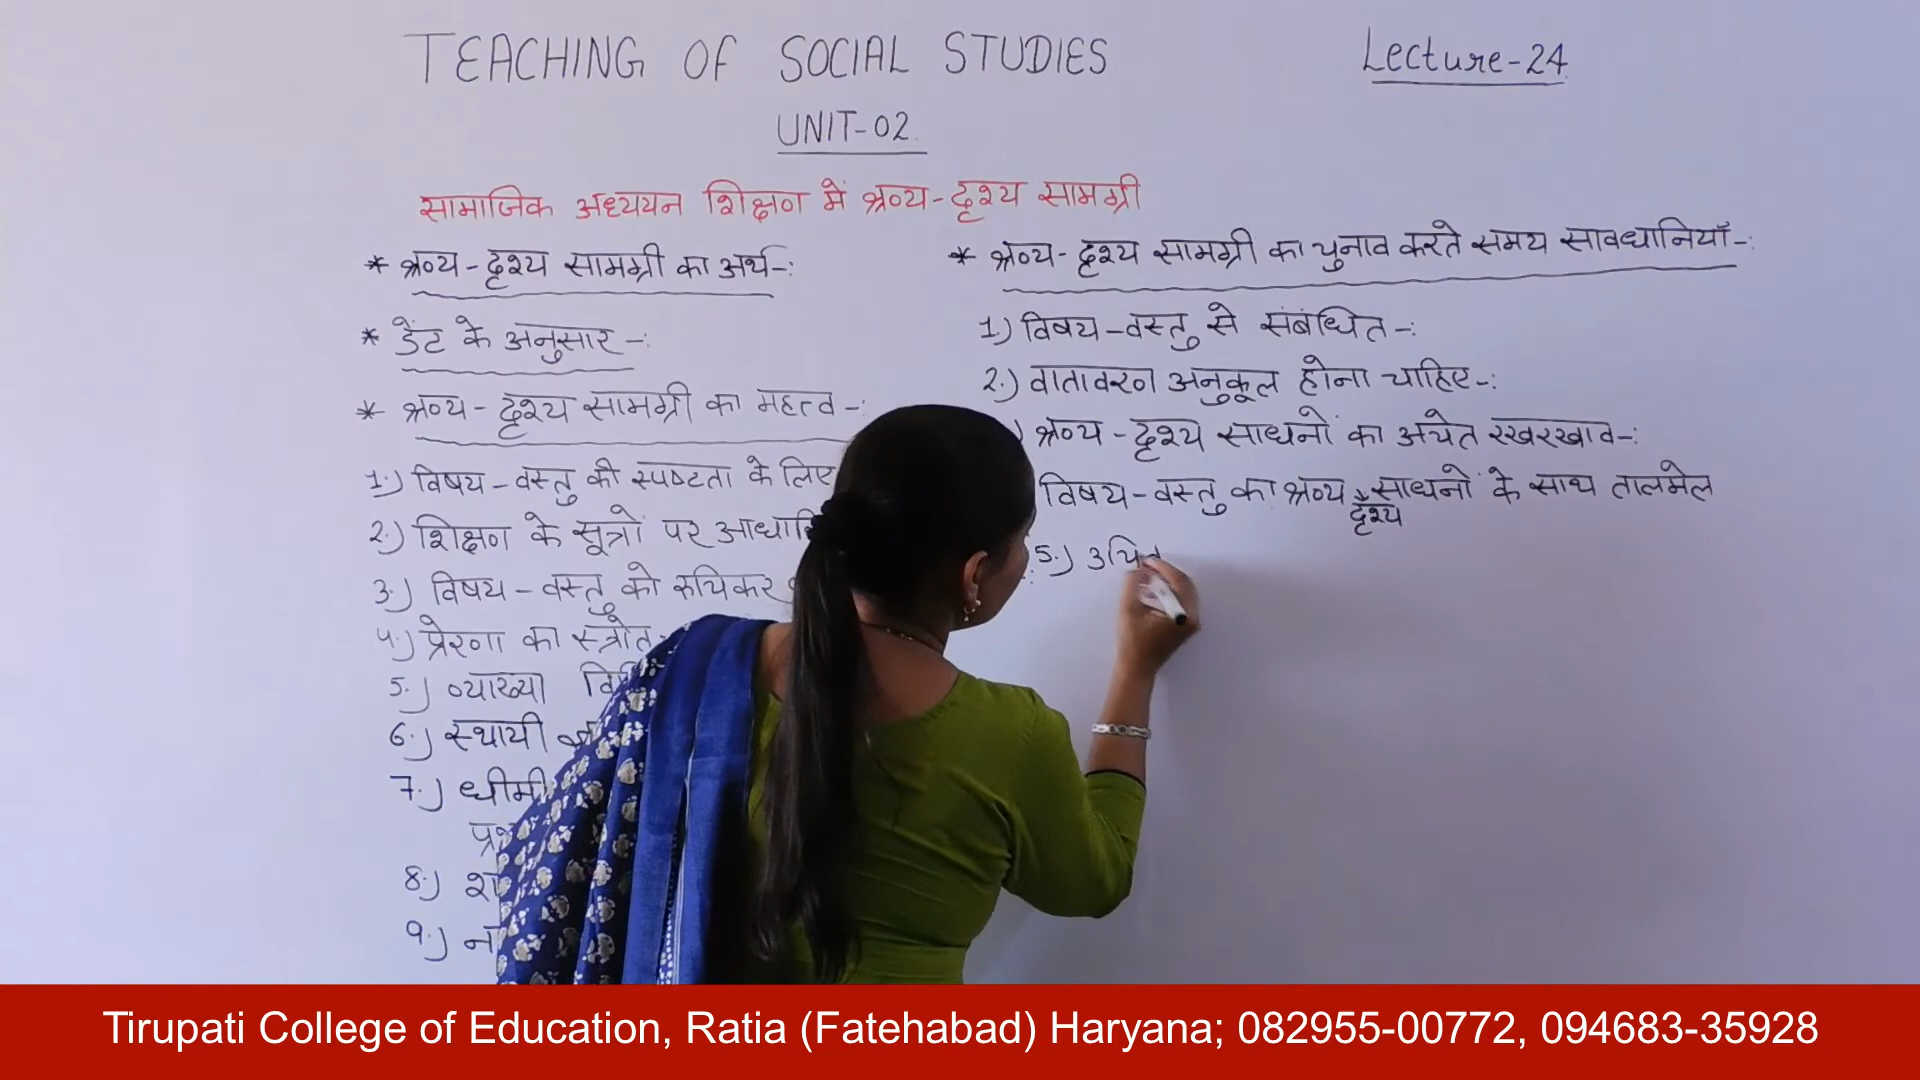 TEACHING OF SOCIAL STUDIES
Lecture-24
UNIT-02.
सामाजिक अध्ययन शिक्षण में श्रव्य-दृश्य सामग्री
* श्रव्य-दृश्य सामग्री का अर्थ-:
* डेंट के अनुसार-:
* श्रव्य-दृश्य सामग्री का महत्व-:
1.) विषय-वस्तु की स्पष्टता के लिए
2.) शिक्षण के सूत्रों पर
3.) विषय-वस्तु को रूचिकर
4.) प्रेरणा का स्त्रोत-
5.) व्याख्या
6.) स्थायी
7.) धीमी
8.)
9.)
* श्रव्य-दृश्य सामग्री का चुनाव करते समय सावधानियाँ-:
1.) विषय-वस्तु से संबंधित-:
2.) वातावरण अनुकूल होना चाहिए-:
) श्रव्य-दृश्य साधनों का उचित रखरखाव-:
विषय-वस्तु का श्रव्य दृश्य साधनों के साथ तालमेल
5.) उचित
Tirupati College of Education, Ratia (Fatehabad) Haryana; 082955-00772, 094683-35928